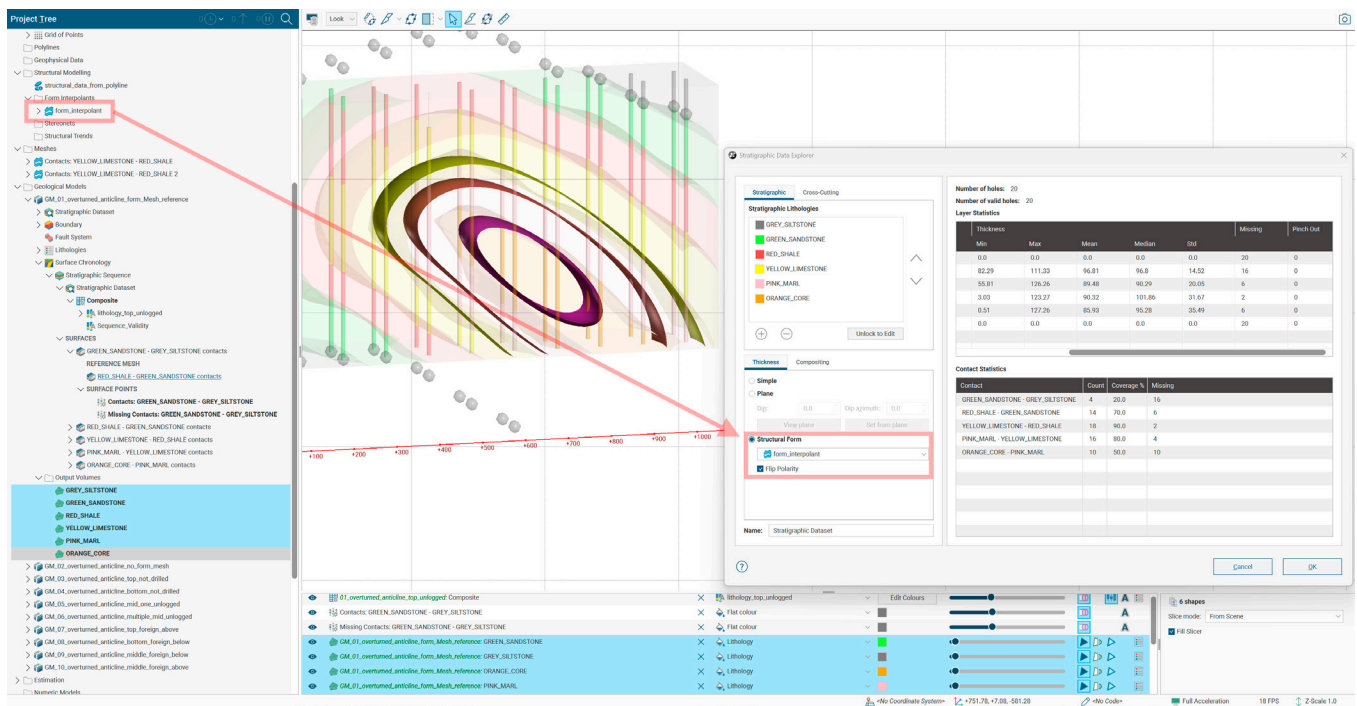 Project Tree
0
0
0
Look
Grid of Points
Polylines
Geophysical Data
Structural Modelling
structural_data_from_polyline
Form Interpolants
form_interpolant
Stereonets
Structural Trends
Meshes
Contacts: YELLOW_LIMESTONE - RED_SHALE
Contacts: YELLOW_LIMESTONE - RED_SHALE 2
Geological Models
GM_01_overturned_anticline_form_Mesh_reference
Stratigraphic Dataset
Boundary
Fault System
Lithologies
Surface Chronology
Stratigraphic Sequence
Stratigraphic Dataset
Composite
lithology_top_unlogged
Sequence_Validity
SURFACES
GREEN_SANDSTONE - GREY_SILTSTONE contacts
REFERENCE MESH
RED_SHALE - GREEN_SANDSTONE contacts
SURFACE POINTS
Contacts: GREEN_SANDSTONE - GREY_SILTSTONE
Missing Contacts: GREEN_SANDSTONE - GREY_SILTSTONE
RED_SHALE - GREEN_SANDSTONE contacts
YELLOW_LIMESTONE - RED_SHALE contacts
PINK_MARL - YELLOW_LIMESTONE contacts
ORANGE_CORE - PINK_MARL contacts
Output Volumes
GREY_SILTSTONE
GREEN_SANDSTONE
RED_SHALE
YELLOW_LIMESTONE
PINK_MARL
ORANGE_CORE
GM_02_overturned_anticline_no_form_mesh
GM_03_overturned_anticline_top_not_drilled
GM_04_overturned_anticline_bottom_not_drilled
GM_05_overturned_anticline_mid_one_unlogged
GM_06_overturned_anticline_multiple_mid_unlogged
GM_07_overturned_anticline_top_foreign_above
GM_08_overturned_anticline_bottom_foreign_below
GM_09_overturned_anticline_middle_foreign_below
GM_10_overturned_anticline_middle_foreign_above
Estimation
Numeric Models
+100 +200 +300 +400 +500 +600 +700 +800 +900 +1000
Stratigraphic Data Explorer
Stratigraphic Cross-Cutting
Stratigraphic Lithologies
GREY_SILTSTONE
GREEN_SANDSTONE
RED_SHALE
YELLOW_LIMESTONE
PINK_MARL
ORANGE_CORE
Unlock to Edit
Thickness Compositing
Simple
Plane
Dip: 0.0 Dip azimuth: 0.0
View plane Set from plane
Structural Form
form_interpolant
Flip Polarity
Name: Stratigraphic Dataset
Number of holes: 20
Number of valid holes: 20
Layer Statistics
Thickness Missing Pinch Out
Min Max Mean Median Std
0.0 0.0 0.0 0.0 0.0 20 0
82.29 111.33 96.81 96.8 14.52 16 0
55.81 126.26 89.48 90.29 20.05 6 0
3.03 123.27 90.32 101.86 31.67 2 0
0.51 127.26 85.93 95.28 35.49 6 0
0.0 0.0 0.0 0.0 0.0 20 0
Contact Statistics
Contact Count Coverage % Missing
GREEN_SANDSTONE - GREY_SILTSTONE 4 20.0 16
RED_SHALE - GREEN_SANDSTONE 14 70.0 6
YELLOW_LIMESTONE - RED_SHALE 18 90.0 2
PINK_MARL - YELLOW_LIMESTONE 16 80.0 4
ORANGE_CORE - PINK_MARL 10 50.0 10
Cancel OK
01_overturned_anticline_top_unlogged: Composite lithology_top_unlogged Edit Colours
Contacts: GREEN_SANDSTONE - GREY_SILTSTONE Flat colour
Missing Contacts: GREEN_SANDSTONE - GREY_SILTSTONE Flat colour
GM_01_overturned_anticline_form_Mesh_reference: GREEN_SANDSTONE Lithology
GM_01_overturned_anticline_form_Mesh_reference: GREY_SILTSTONE Lithology
GM_01_overturned_anticline_form_Mesh_reference: ORANGE_CORE Lithology
GM_01_overturned_anticline_form_Mesh_reference: PINK_MARL Lithology
6 shapes
Slice mode: From Scene
Fill Slicer
<No Coordinate System> +751.78, +7.08, -581.28 <No Code> Full Acceleration 18 FPS Z-Scale 1.0